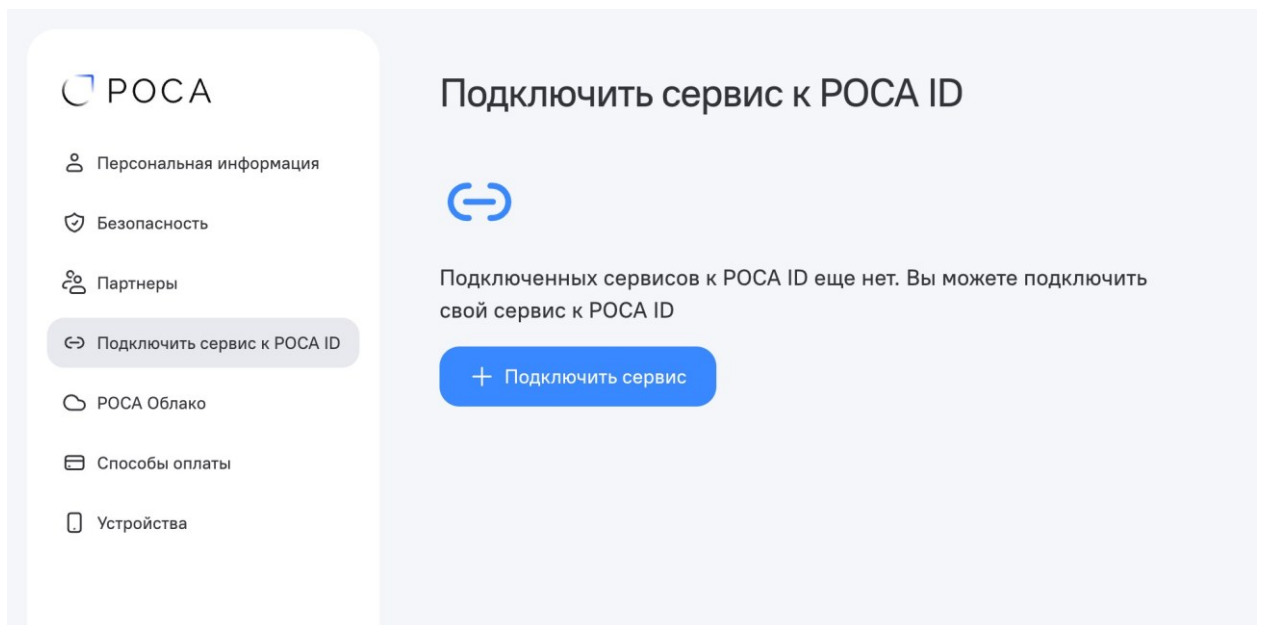 РОСА
Персональная информация
Безопасность
Партнеры
Подключить сервис к РОСА ID
РОСА Облако
Способы оплаты
Устройства
Подключить сервис к РОСА ID
Подключенных сервисов к РОСА ID еще нет. Вы можете подключить
свой сервис к РОСА ID
+ Подключить сервис